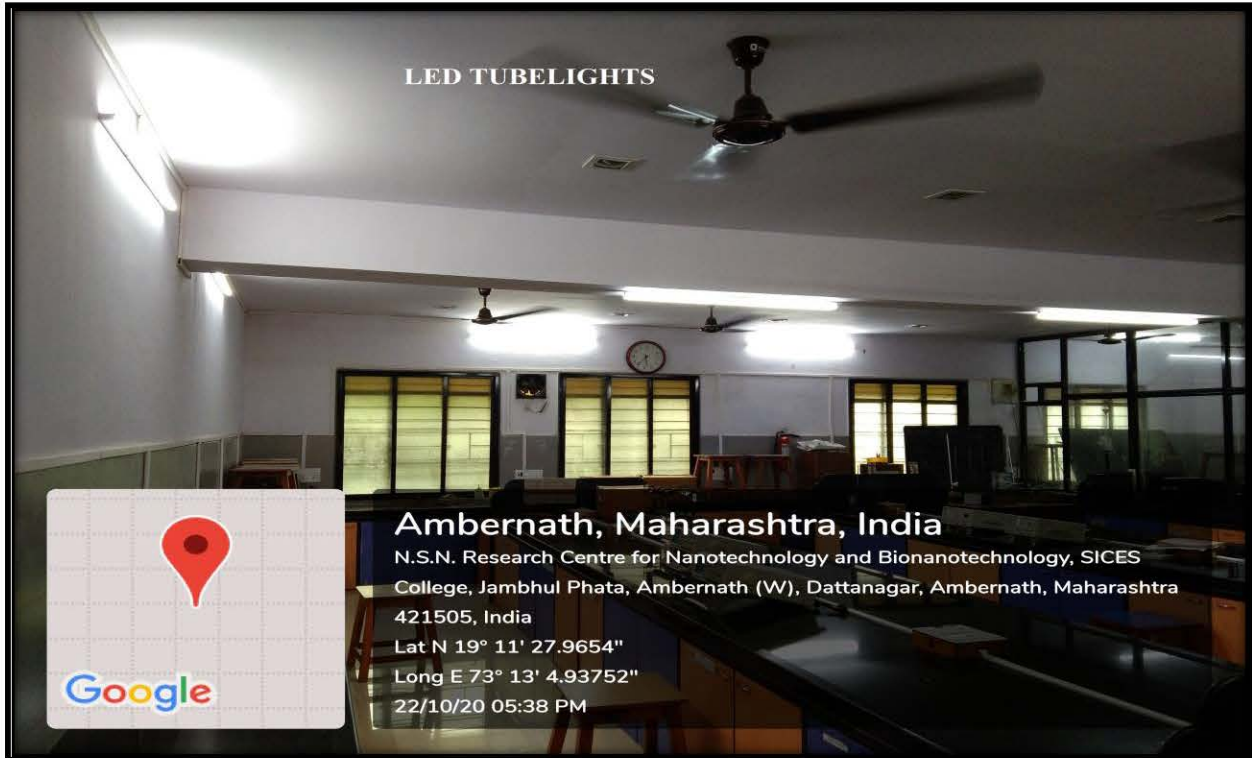 LED TUBELIGHTS
Ambernath, Maharashtra, India
N.S.N. Research Centre for Nanotechnology and Bionanotechnology, SICES
College, Jambhul Phata, Ambernath (W), Dattanagar, Ambernath, Maharashtra
421505, India
Lat N 19° 11' 27.9654"
Long E 73° 13' 4.93752"
22/10/20 05:38 PM
Google